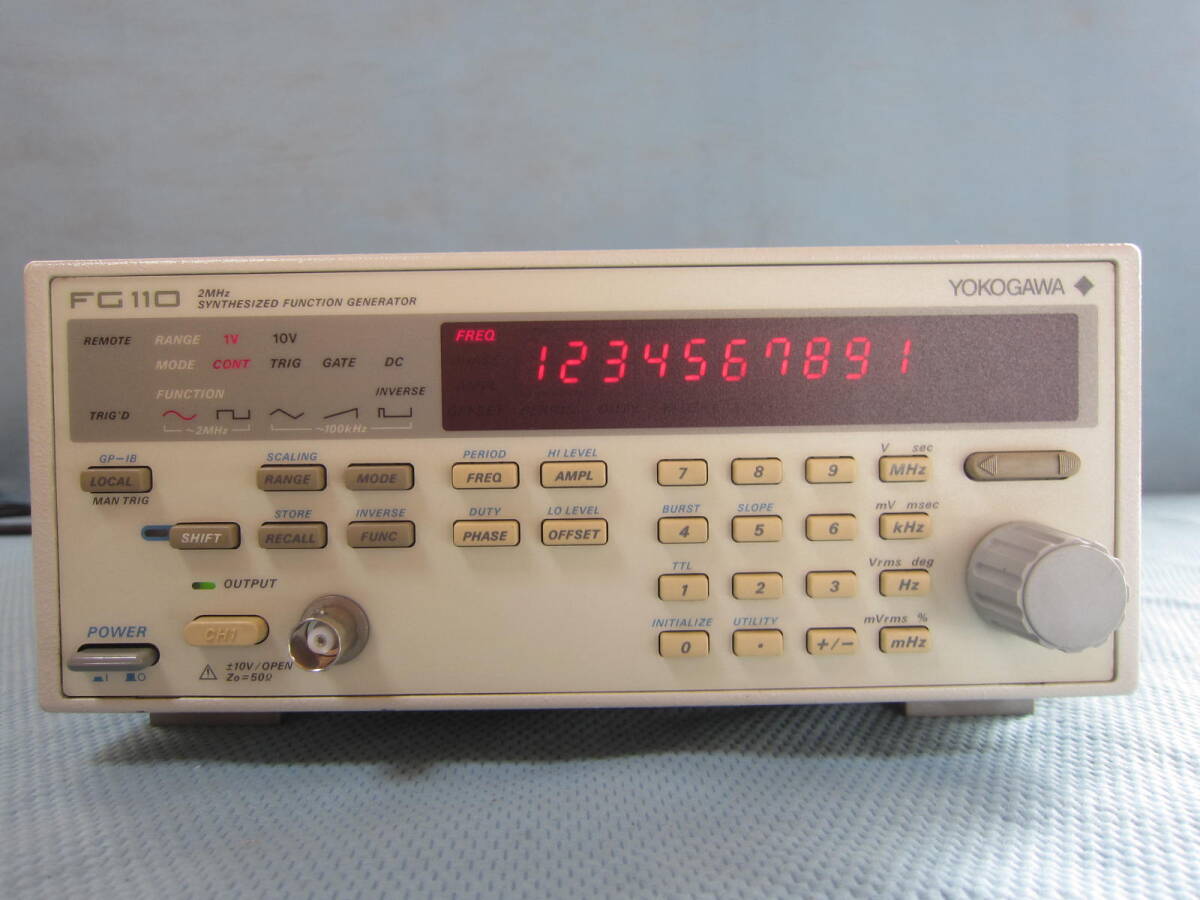 FG110 2MHz
SYNTHESIZED FUNCTION GENERATOR
YOKOGAWA
REMOTE RANGE 1V 10V
MODE CONT TRIG GATE DC
FUNCTION INVERSE
TRIG'D ~2MHz ~100kHz
FREQ
1234567891
GP-IB SCALING PERIOD HI LEVEL V sec
LOCAL RANGE MODE FREQ AMPL 7 8 9 MHz
MAN TRIG
STORE INVERSE DUTY LO LEVEL BURST SLOPE mV msec
SHIFT RECALL FUNC PHASE OFFSET 4 5 6 kHz
OUTPUT TTL Vrms deg
1 2 3 Hz
POWER CH1 INITIALIZE UTILITY mVrms %
0 . +/- mHz
I O
±10V/OPEN
Zo=50Ω